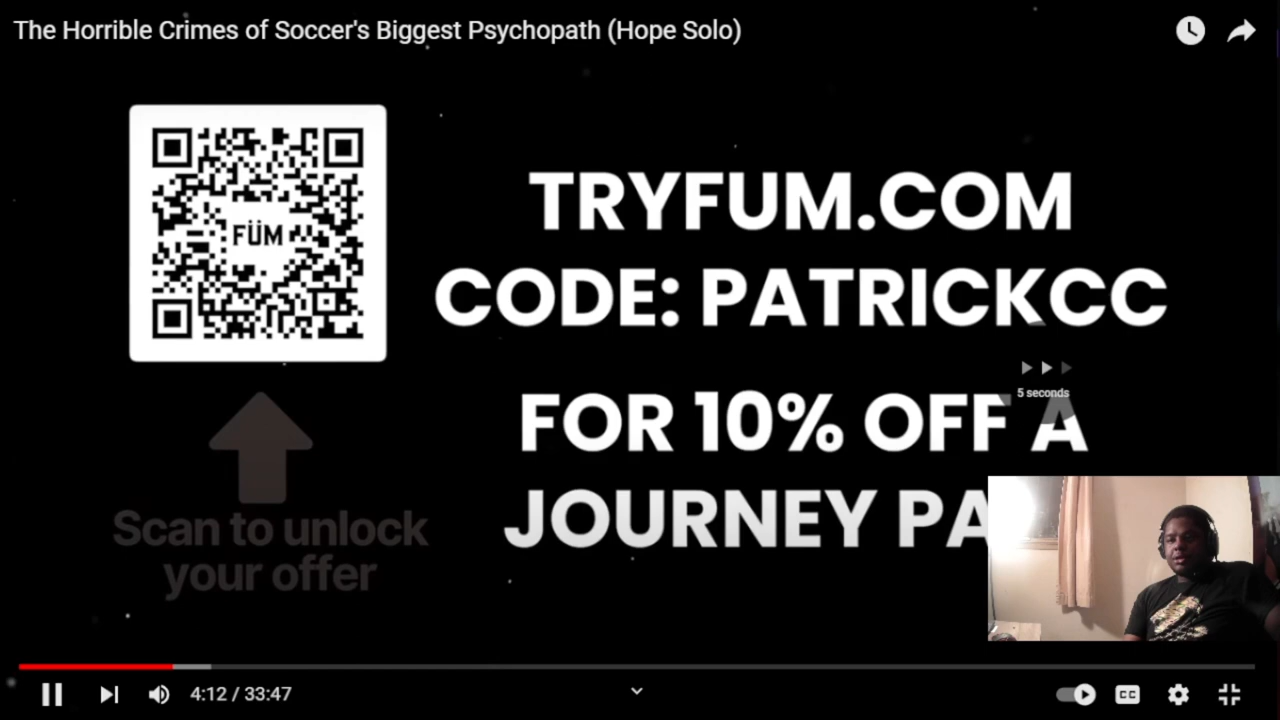 The Horrible Crimes of Soccer's Biggest Psychopath (Hope Solo)
FÜM
TRYFUM.COM
CODE: PATRICKCC
5 seconds
FOR 10% OFF A
JOURNEY PA
Scan to unlock
your offer
4:12 / 33:47
CC